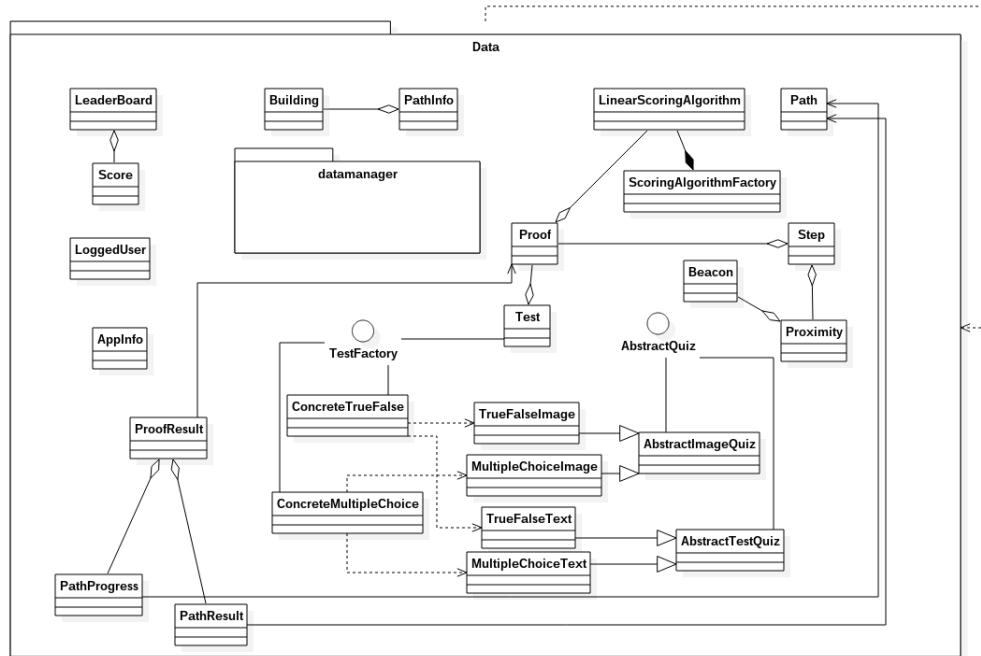 Data
LeaderBoard
Building
PathInfo
LinearScoringAlgorithm
Path
Score
datamanager
ScoringAlgorithmFactory
LoggedUser
Proof
Step
Beacon
Test
Proximity
AppInfo
TestFactory
AbstractQuiz
ConcreteTrueFalse
TrueFalseImage
ProofResult
AbstractImageQuiz
MultipleChoiceImage
ConcreteMultipleChoice
TrueFalseText
AbstractTestQuiz
MultipleChoiceText
PathProgress
PathResult